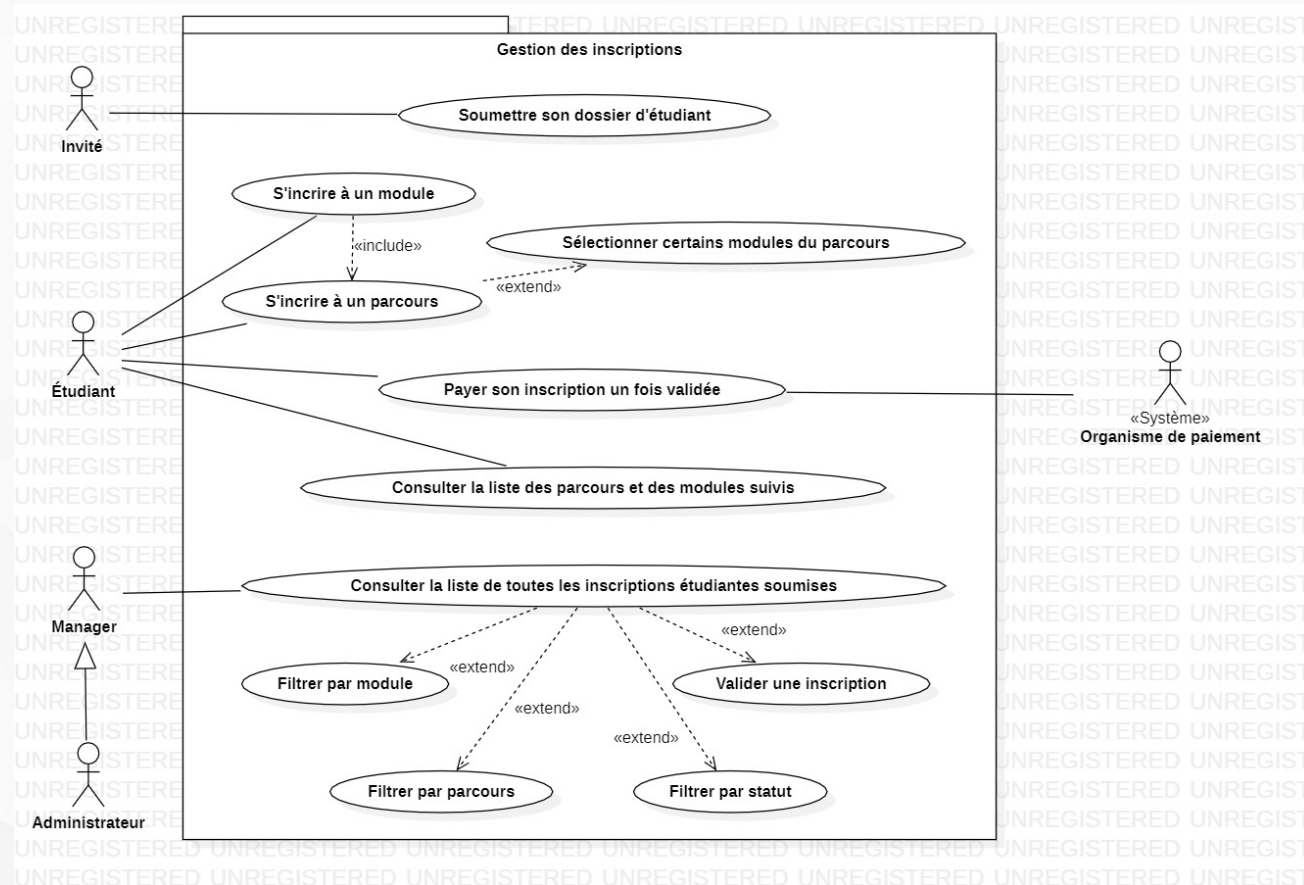 Gestion des inscriptions
Invité
Soumettre son dossier d'étudiant
S'incrire à un module
«include»
Sélectionner certains modules du parcours
«extend»
S'incrire à un parcours
Étudiant
Payer son inscription un fois validée
«Système»
Organisme de paiement
Consulter la liste des parcours et des modules suivis
Manager
Consulter la liste de toutes les inscriptions étudiantes soumises
«extend»
«extend»
Filtrer par module
Valider une inscription
«extend»
«extend»
Filtrer par parcours
Filtrer par statut
Administrateur
UNREGISTERED UNREGISTERED UNREGISTERED UNREGISTERED UNREGISTERED UNREGISTERED